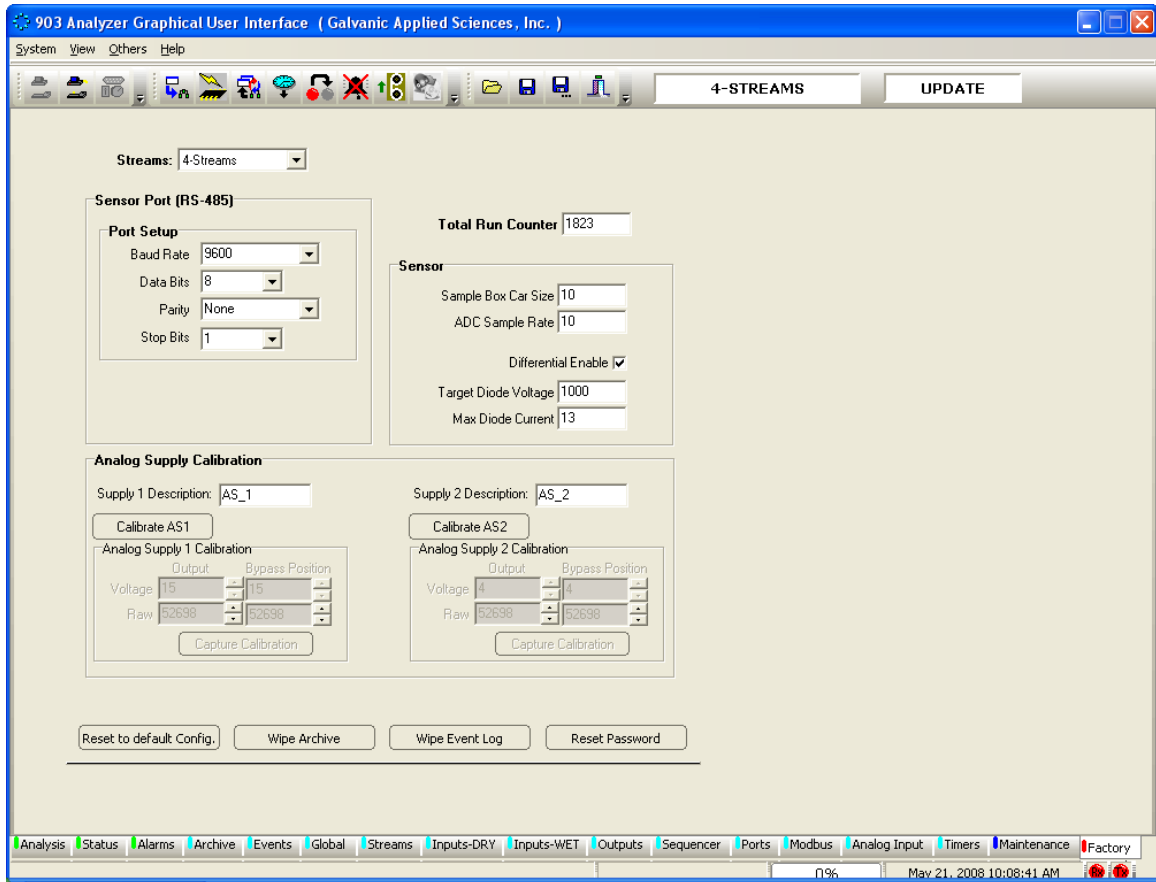 903 Analyzer Graphical User Interface ( Galvanic Applied Sciences, Inc. )
System View Others Help
4-STREAMS UPDATE
Streams: 4-Streams
Sensor Port (RS-485)
Port Setup
Baud Rate 9600
Data Bits 8
Parity None
Stop Bits 1
Total Run Counter 1823
Sensor
Sample Box Car Size 10
ADC Sample Rate 10
Differential Enable
Target Diode Voltage 1000
Max Diode Current 13
Analog Supply Calibration
Supply 1 Description: AS_1 Supply 2 Description: AS_2
Calibrate AS1 Calibrate AS2
Analog Supply 1 Calibration
Output Bypass Position
Voltage 15 15
Raw 52698 52698
Capture Calibration
Analog Supply 2 Calibration
Output Bypass Position
Voltage 4 4
Raw 52698 52698
Capture Calibration
Reset to default Config. Wipe Archive Wipe Event Log Reset Password
Analysis Status Alarms Archive Events Global Streams Inputs-DRY Inputs-WET Outputs Sequencer Ports Modbus Analog Input Timers Maintenance Factory
0% May 21, 2008 10:08:41 AM Rx Tx